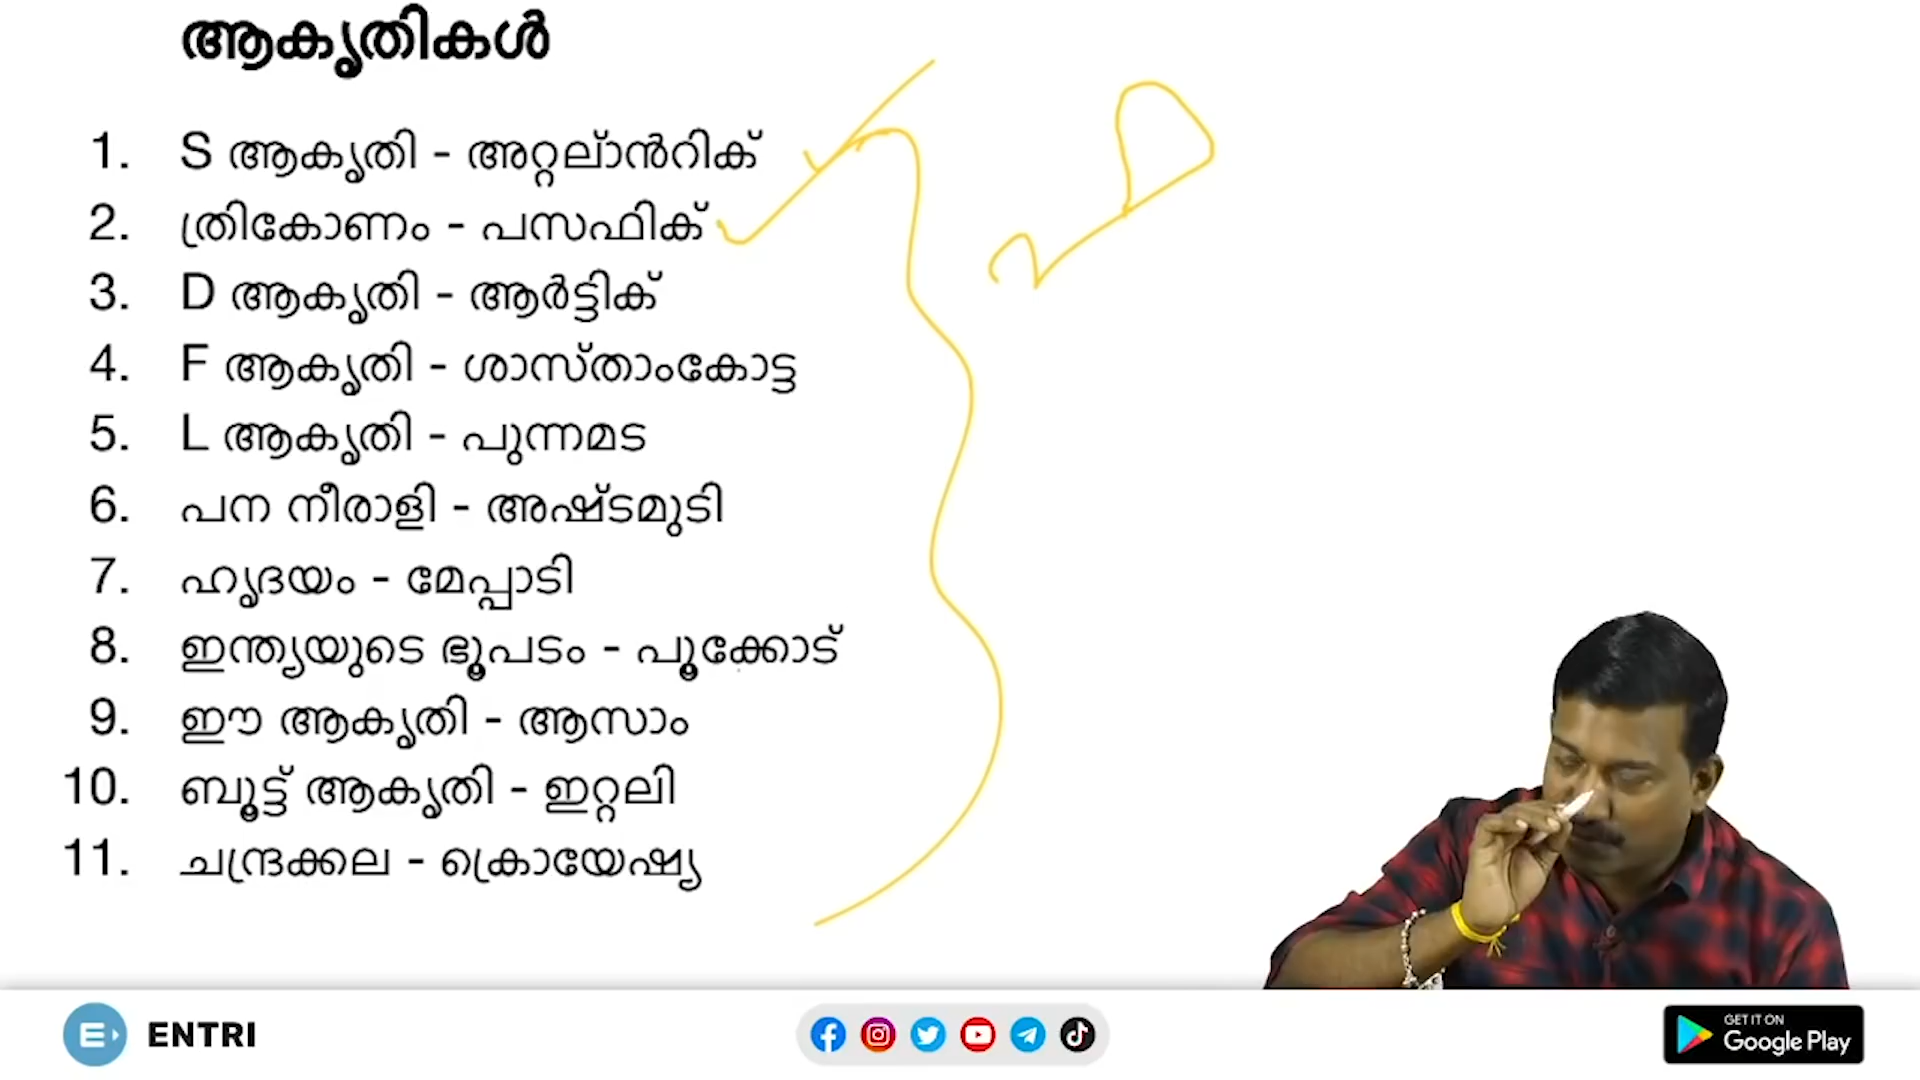 ആകൃതികൾ
1. S ആകൃതി - അറ്റ്ലാൻറിക്
2. ത്രികോണം - പസഫിക്
3. D ആകൃതി - ആർട്ടിക്
4. F ആകൃതി - ശാസ്താംകോട്ട
5. L ആകൃതി - പുന്നമട
6. പന നീരാളി - അഷ്ടമുടി
7. ഹൃദയം - മേപ്പാടി
8. ഇന്ത്യയുടെ ഭൂപടം - പൂക്കോട്
9. ഈ ആകൃതി - ആസാം
10. ബൂട്ട് ആകൃതി - ഇറ്റലി
11. ചന്ദ്രക്കല - ക്രൊയേഷ്യ
E ENTRI
GET IT ON
Google Play